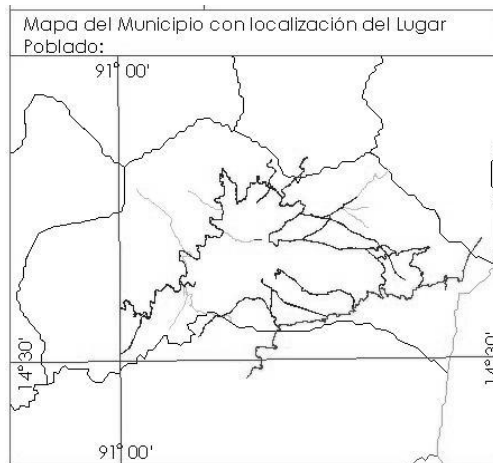 Mapa del Municipio con localización del Lugar
Poblado:
91° 00'
14°30'
14°30'
91° 00'